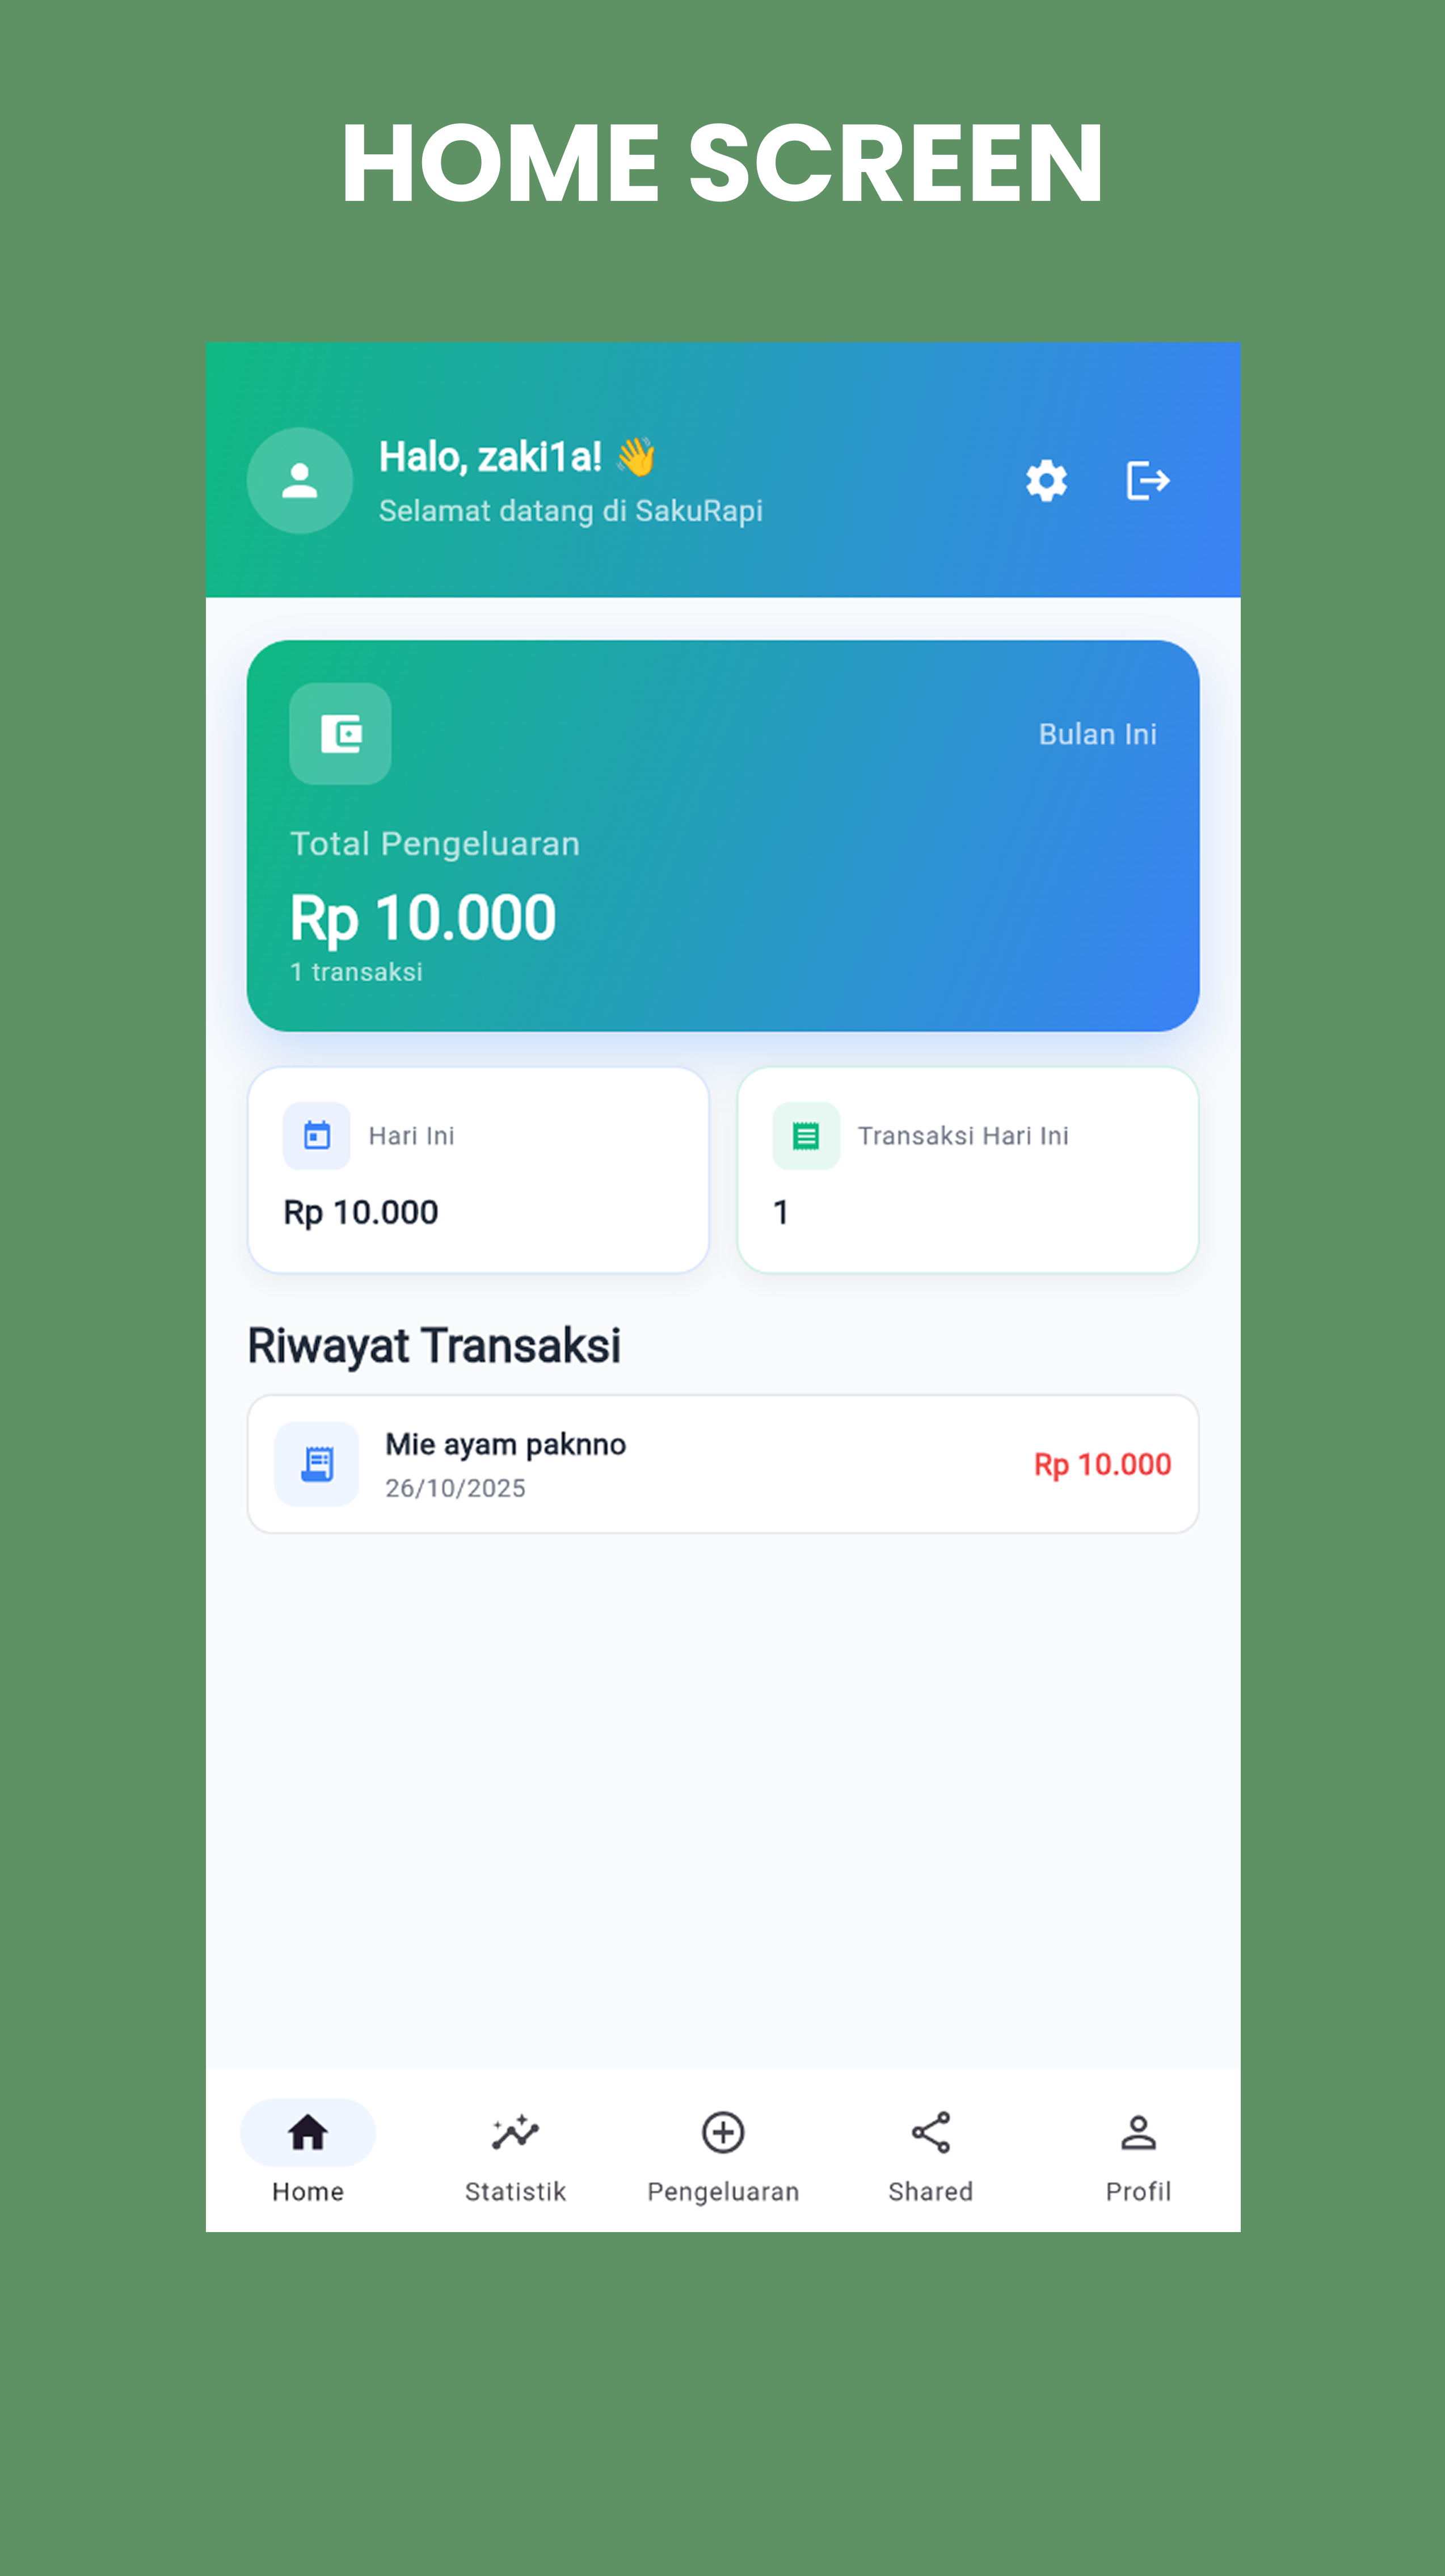 HOME SCREEN
Halo, zaki1a! 👋
Selamat datang di SakuRapi
Bulan Ini
Total Pengeluaran
Rp 10.000
1 transaksi
Hari Ini
Rp 10.000
Transaksi Hari Ini
1
Riwayat Transaksi
Mie ayam paknno
26/10/2025
Rp 10.000
Home
Statistik
Pengeluaran
Shared
Profil